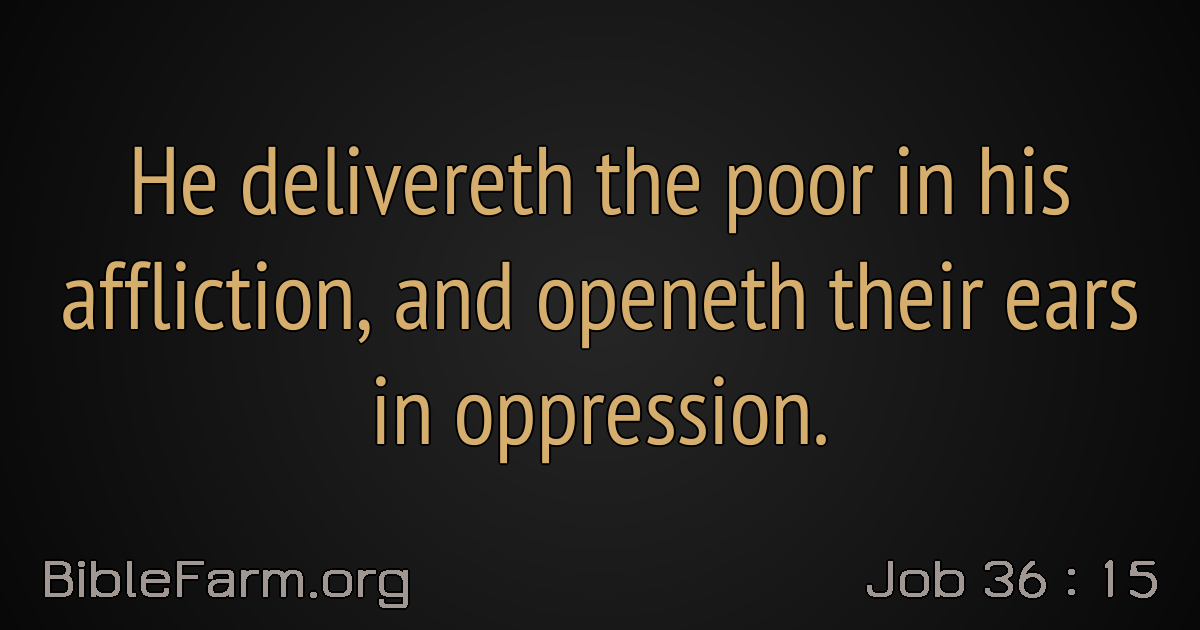 He delivereth the poor in his
affliction, and openeth their ears
in oppression.
BibleFarm.org
Job 36 : 15